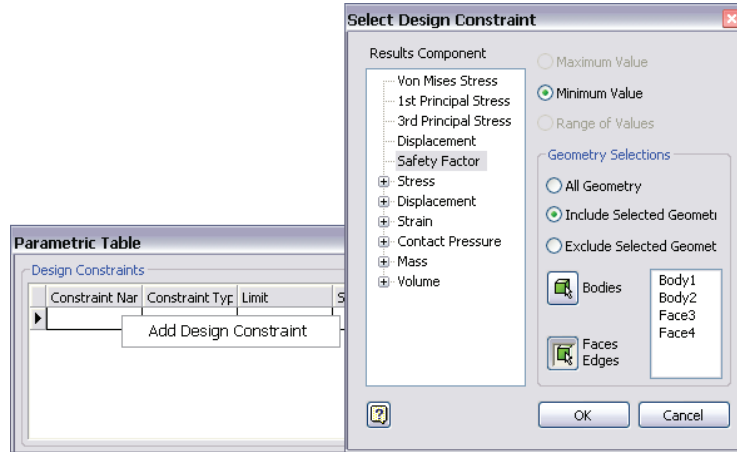 Select Design Constraint
Results Component
Von Mises Stress
1st Principal Stress
3rd Principal Stress
Displacement
Safety Factor
Stress
Displacement
Strain
Contact Pressure
Mass
Volume
Maximum Value
Minimum Value
Range of Values
Geometry Selections
All Geometry
Include Selected Geometri
Exclude Selected Geomet
Bodies
Faces
Edges
Body1
Body2
Face3
Face4
OK
Cancel
Parametric Table
Design Constraints
Constraint Nar
Constraint Typ
Limit
S
Add Design Constraint